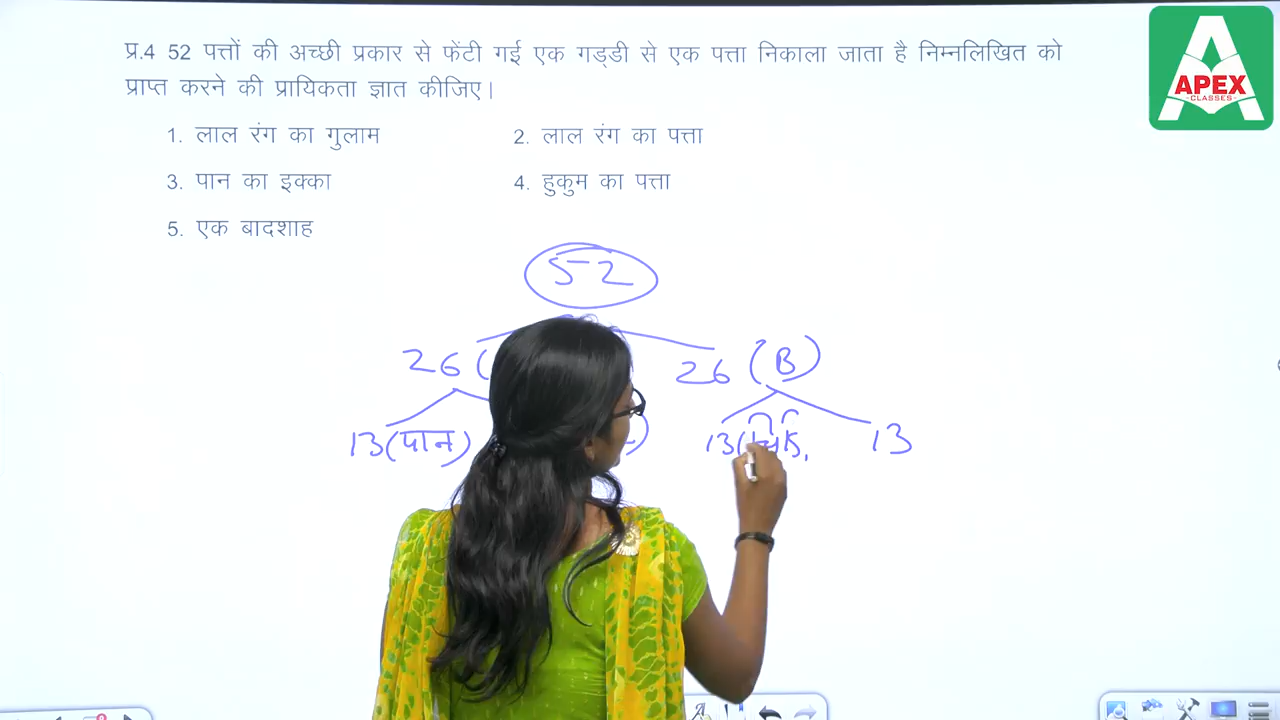 प्र.4 52 पत्तों की अच्छी प्रकार से फेंटी गई एक गड्डी से एक पत्ता निकाला जाता है निम्नलिखित को
प्राप्त करने की प्रायिकता ज्ञात कीजिए।
1. लाल रंग का गुलाम
2. लाल रंग का पत्ता
3. पान का इक्का
4. हुकुम का पत्ता
5. एक बादशाह
52
26 (
26 (B)
13(पान)
13(
13
APEX
CLASSES